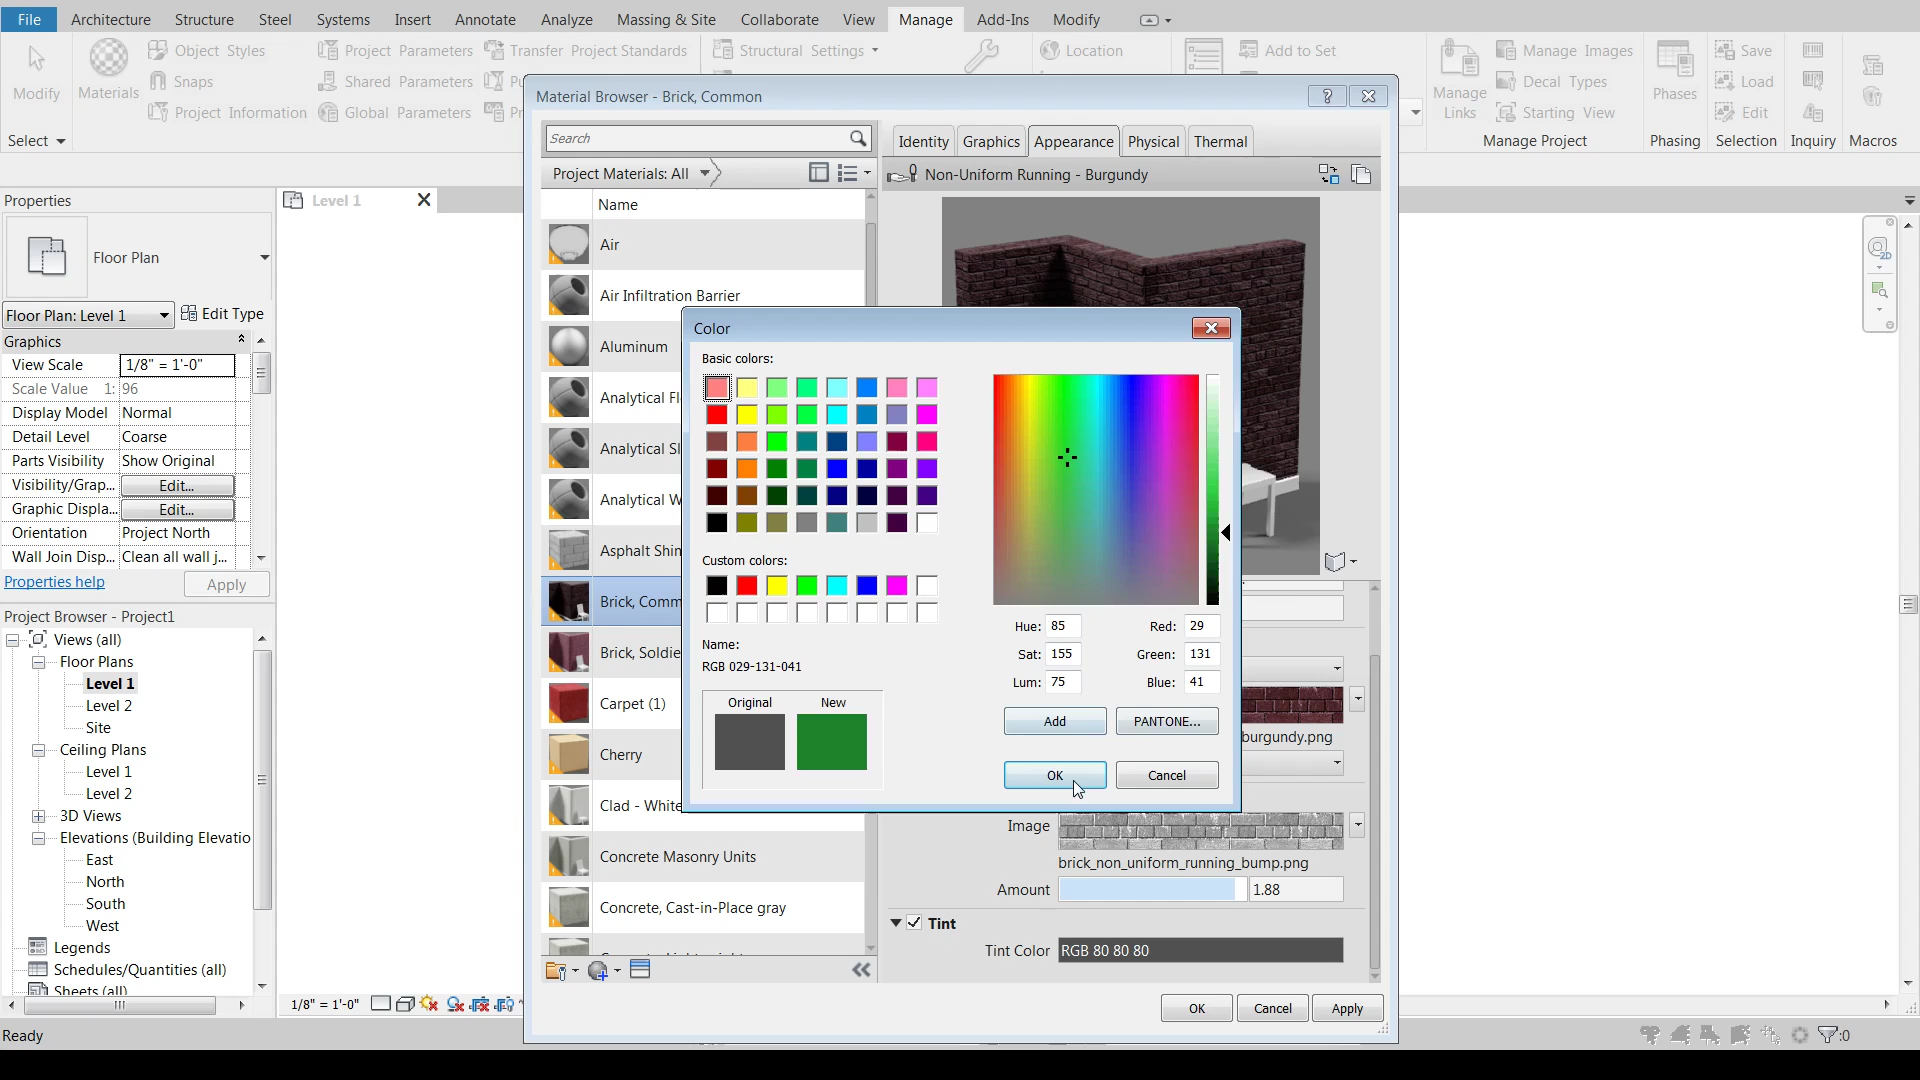 File Architecture Structure Steel Systems Insert Annotate Analyze Massing & Site Collaborate View Manage Add-Ins Modify
Modify
Select
Materials
Object Styles
Snaps
Project Information
Project Parameters
Shared Parameters
Global Parameters
Transfer Project Standards
Structural Settings
Location
Add to Set
Manage Links
Manage Images
Decal Types
Starting View
Manage Project
Phases
Phasing
Save
Load
Edit
Selection
Inquiry
Macros
Properties
Floor Plan
Floor Plan: Level 1
Edit Type
Graphics
View Scale 1/8" = 1'-0"
Scale Value 1: 96
Display Model Normal
Detail Level Coarse
Parts Visibility Show Original
Visibility/Grap... Edit...
Graphic Displa... Edit...
Orientation Project North
Wall Join Disp... Clean all wall j...
Properties help
Apply
Project Browser - Project1
Views (all)
Floor Plans
Level 1
Level 2
Site
Ceiling Plans
Level 1
Level 2
3D Views
Elevations (Building Elevatio
East
North
South
West
Legends
Schedules/Quantities (all)
Sheets (all)
Level 1
1/8" = 1'-0"
2D
Ready
:0
Material Browser - Brick, Common
?
Search
Project Materials: All
Name
Air
Air Infiltration Barrier
Aluminum
Analytical Fl
Analytical Sl
Analytical W
Asphalt Shin
Brick, Comm
Brick, Soldie
Carpet (1)
Cherry
Clad - White
Concrete Masonry Units
Concrete, Cast-in-Place gray
Identity Graphics Appearance Physical Thermal
Non-Uniform Running - Burgundy
burgundy.png
Image
brick_non_uniform_running_bump.png
Amount 1.88
Tint
Tint Color RGB 80 80 80
OK Cancel Apply
Color
Basic colors:
Custom colors:
Name:
RGB 029-131-041
Original New
Hue: 85 Red: 29
Sat: 155 Green: 131
Lum: 75 Blue: 41
Add PANTONE...
OK Cancel